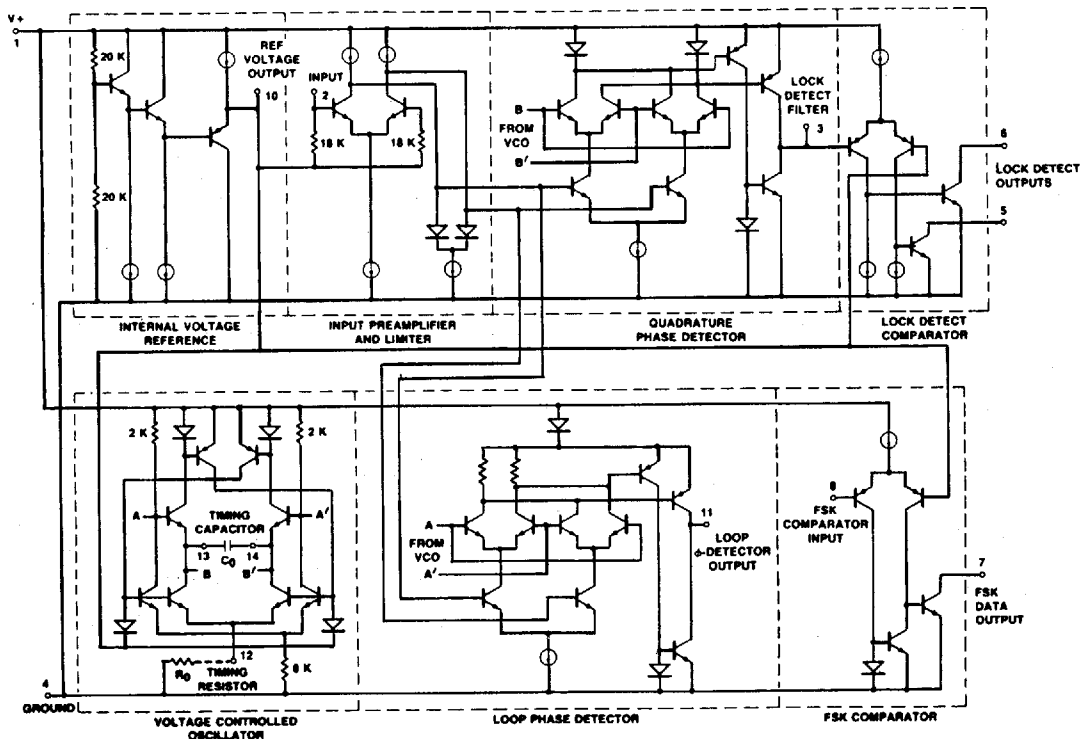 V+
1
20 K
20 K
REF
VOLTAGE
OUTPUT
10
INPUT
2
18 K
18 K
B
FROM
VCO
B'
LOCK
DETECT
FILTER
3
6
LOCK DETECT
OUTPUTS
5
INTERNAL VOLTAGE
REFERENCE
INPUT PREAMPLIFIER
AND LIMITER
QUADRATURE
PHASE DETECTOR
LOCK DETECT
COMPARATOR
2 K
2 K
A
TIMING
CAPACITOR
A'
13
C0
14
B
B'
12
R0
TIMING
RESISTOR
8 K
4
GROUND
A
FROM
VCO
A'
11
LOOP
ϕ-DETECTOR
OUTPUT
8
FSK
COMPARATOR
INPUT
7
FSK
DATA
OUTPUT
VOLTAGE CONTROLLED
OSCILLATOR
LOOP PHASE DETECTOR
FSK COMPARATOR